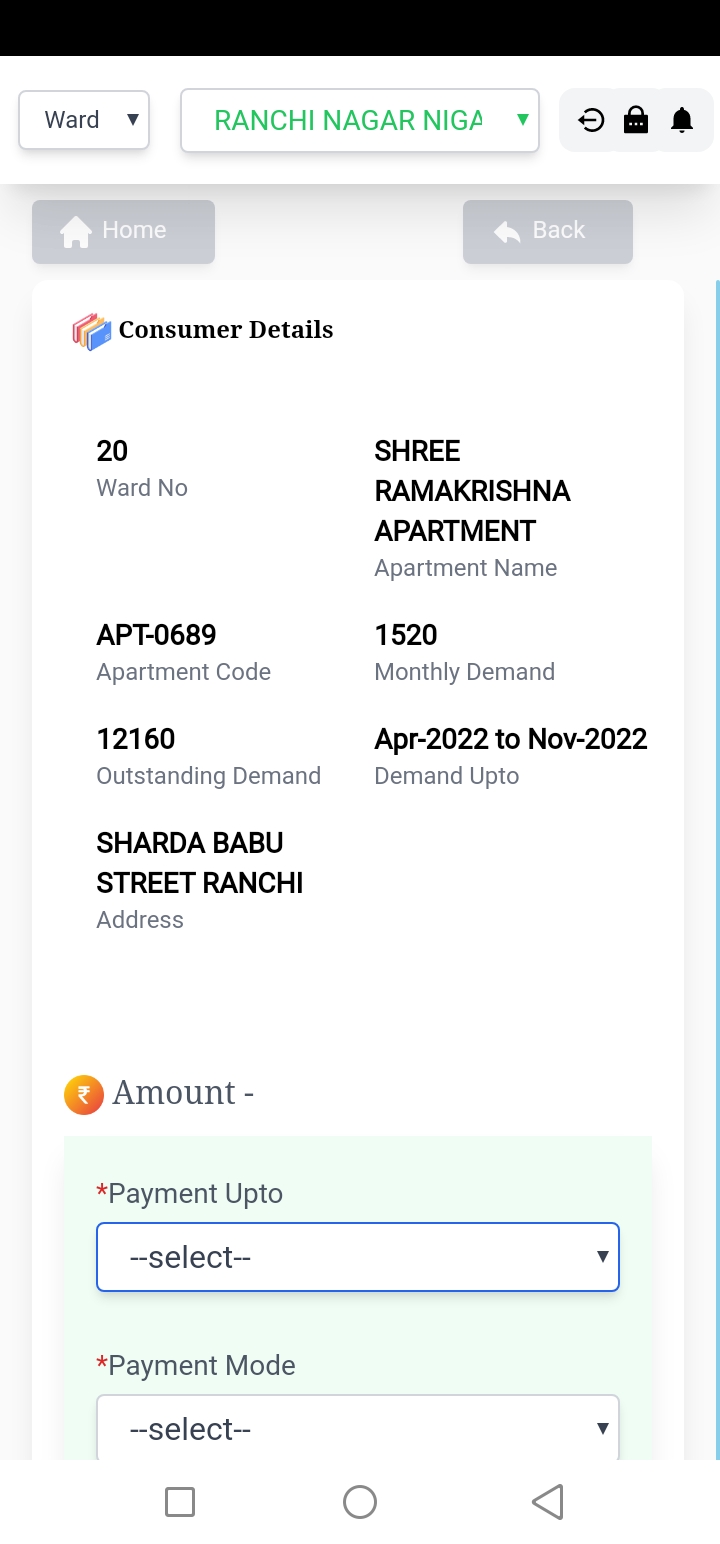 Ward
RANCHI NAGAR NIGA
Home
Back
Consumer Details
20
Ward No
SHREE
RAMAKRISHNA
APARTMENT
Apartment Name
APT-0689
Apartment Code
1520
Monthly Demand
12160
Outstanding Demand
Apr-2022 to Nov-2022
Demand Upto
SHARDA BABU
STREET RANCHI
Address
₹ Amount -
*Payment Upto
--select--
*Payment Mode
--select--